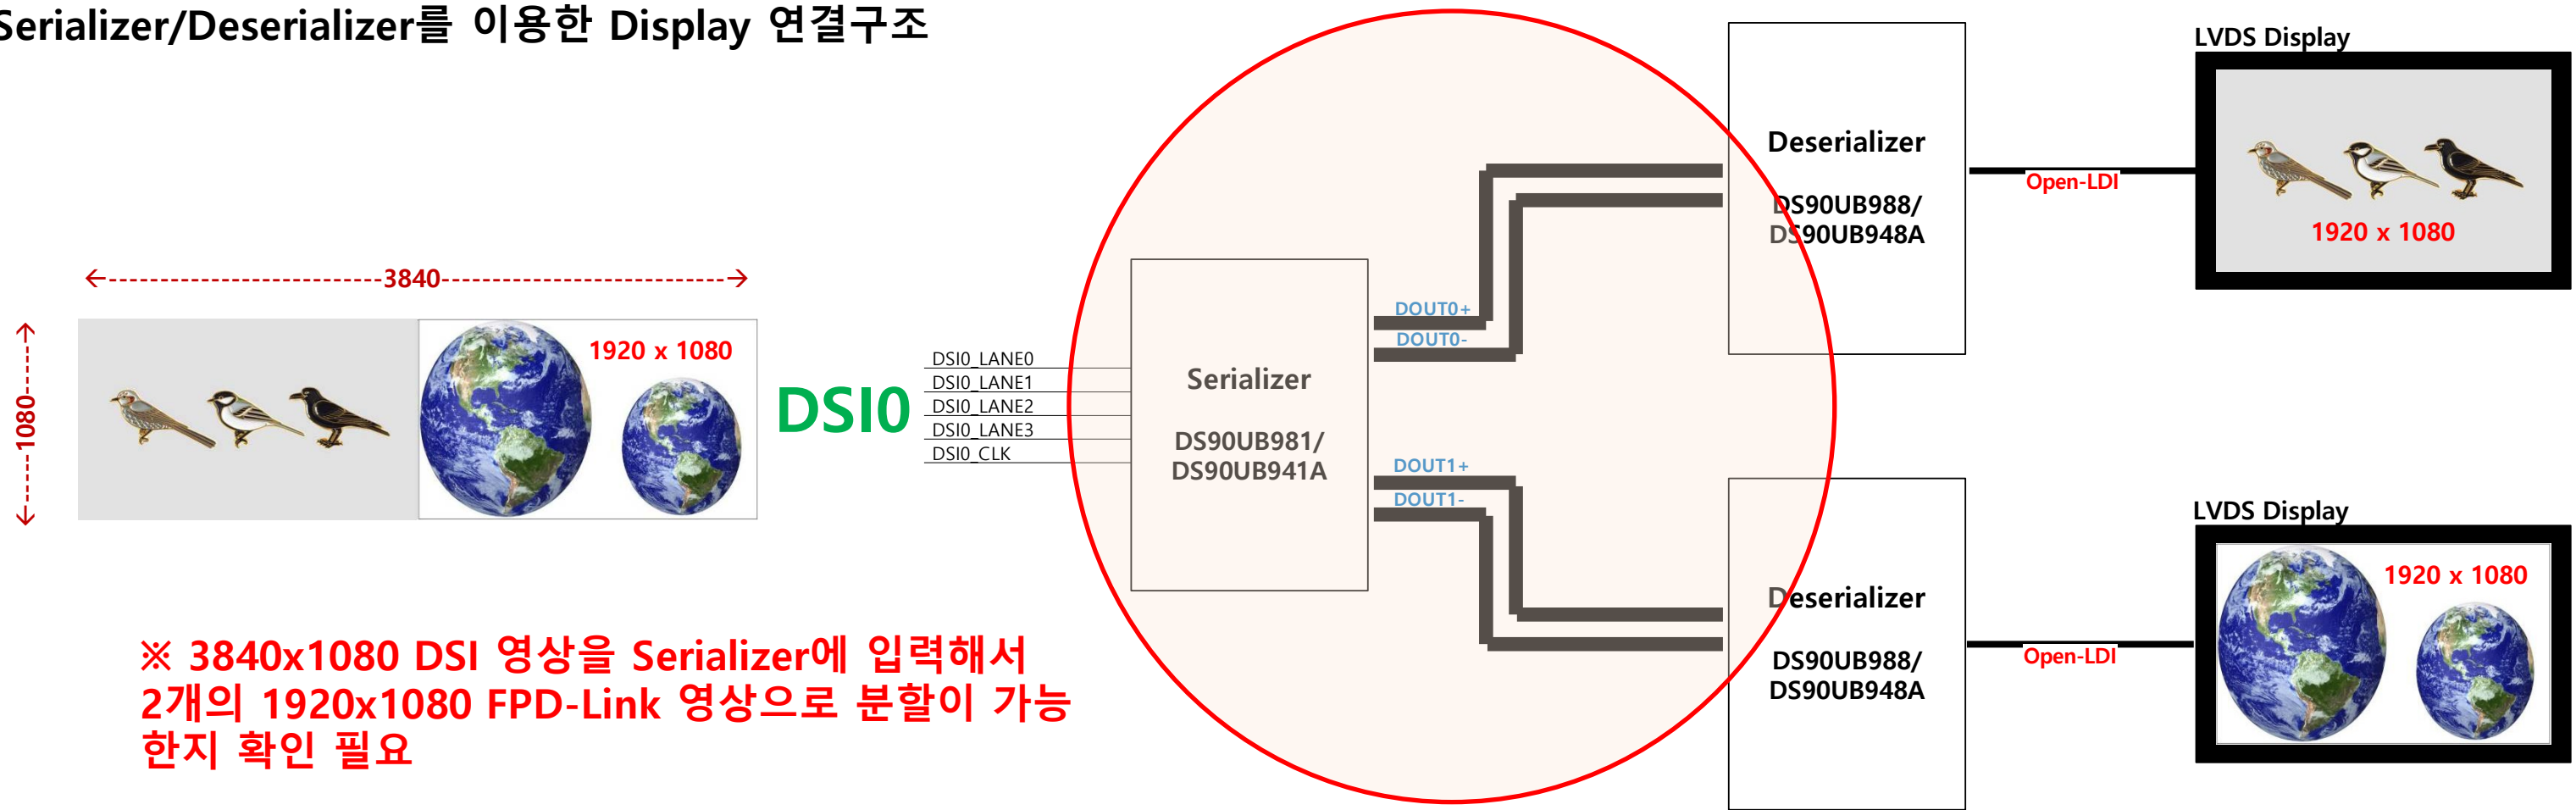 Serializer/Deserializer를 이용한 Display 연결구조
LVDS Display
Deserializer
DS90UB988/
DS90UB948A
Open-LDI
1920 x 1080
←----------3840----------→
←------1080------→
1920 x 1080
DSI0
DSI0_LANE0
DSI0_LANE1
DSI0_LANE2
DSI0_LANE3
DSI0_CLK
Serializer
DS90UB981/
DS90UB941A
DOUT0+
DOUT0-
DOUT1+
DOUT1-
Deserializer
DS90UB988/
DS90UB948A
Open-LDI
LVDS Display
1920 x 1080
※ 3840x1080 DSI 영상을 Serializer에 입력해서
2개의 1920x1080 FPD-Link 영상으로 분할이 가능
한지 확인 필요